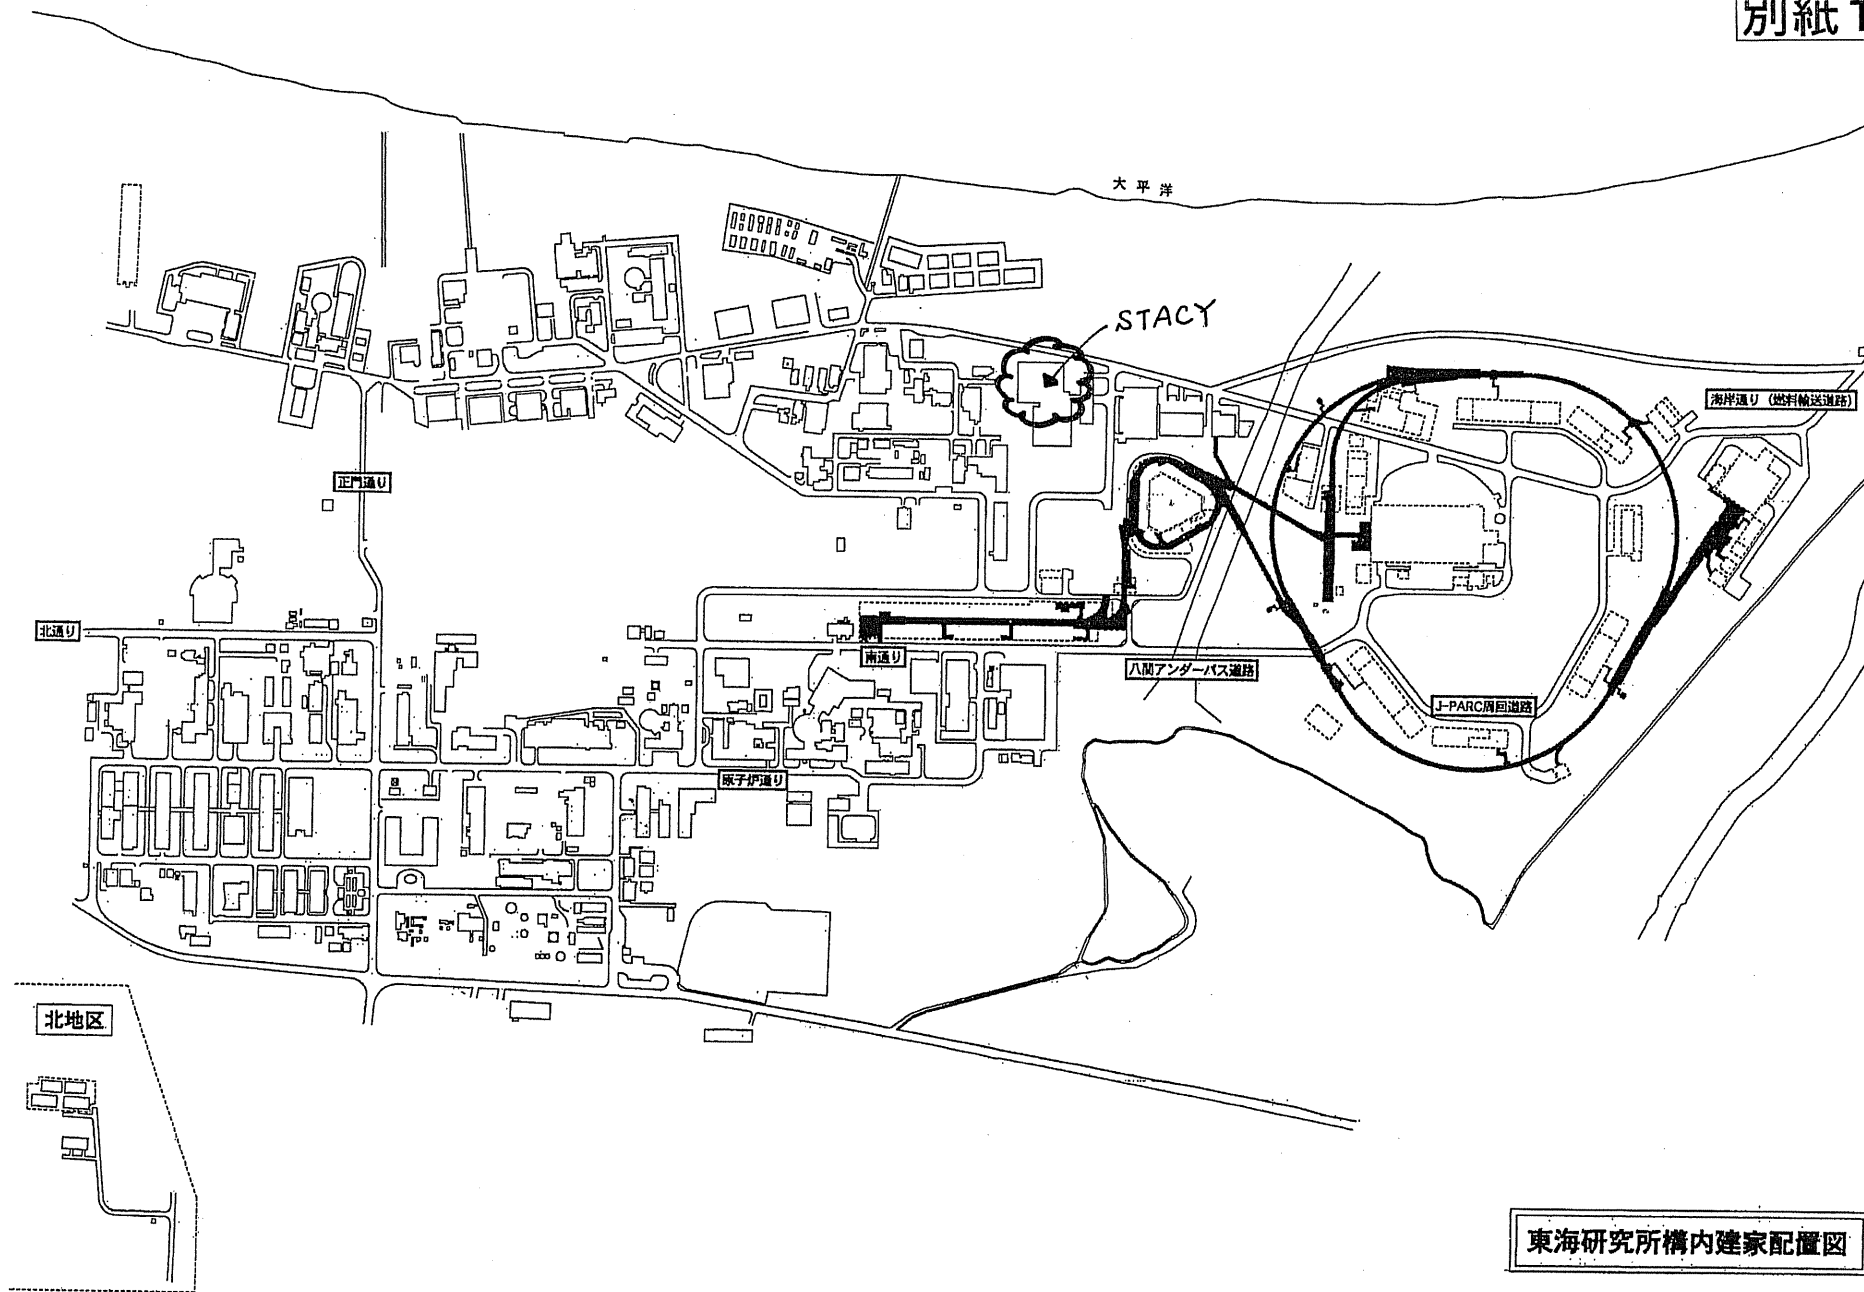 別紙1
大平洋
STACY
海岸通り（燃料輸送道路）
正門通り
北通り
南通り
八間アンダーパス道路
J-PARC周回道路
原子炉通り
北地区
東海研究所構内建家配置図